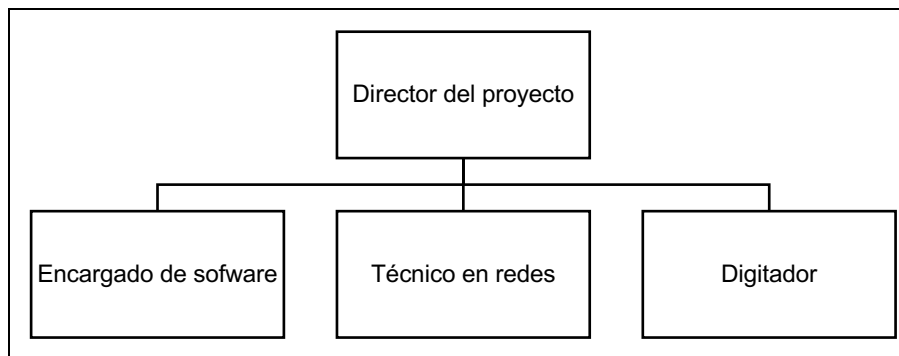 Director del proyecto
Encargado de sofware
Técnico en redes
Digitador